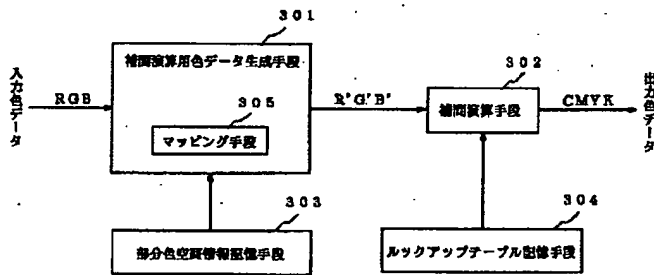 301
補間演算用色データ生成手段
302
入力色データ
RGB
305
マッピング手段
R'G'B'
補間演算手段
CMYK
出力色データ
303
304
部分色空間情報記憶手段
ルックアップテーブル記憶手段